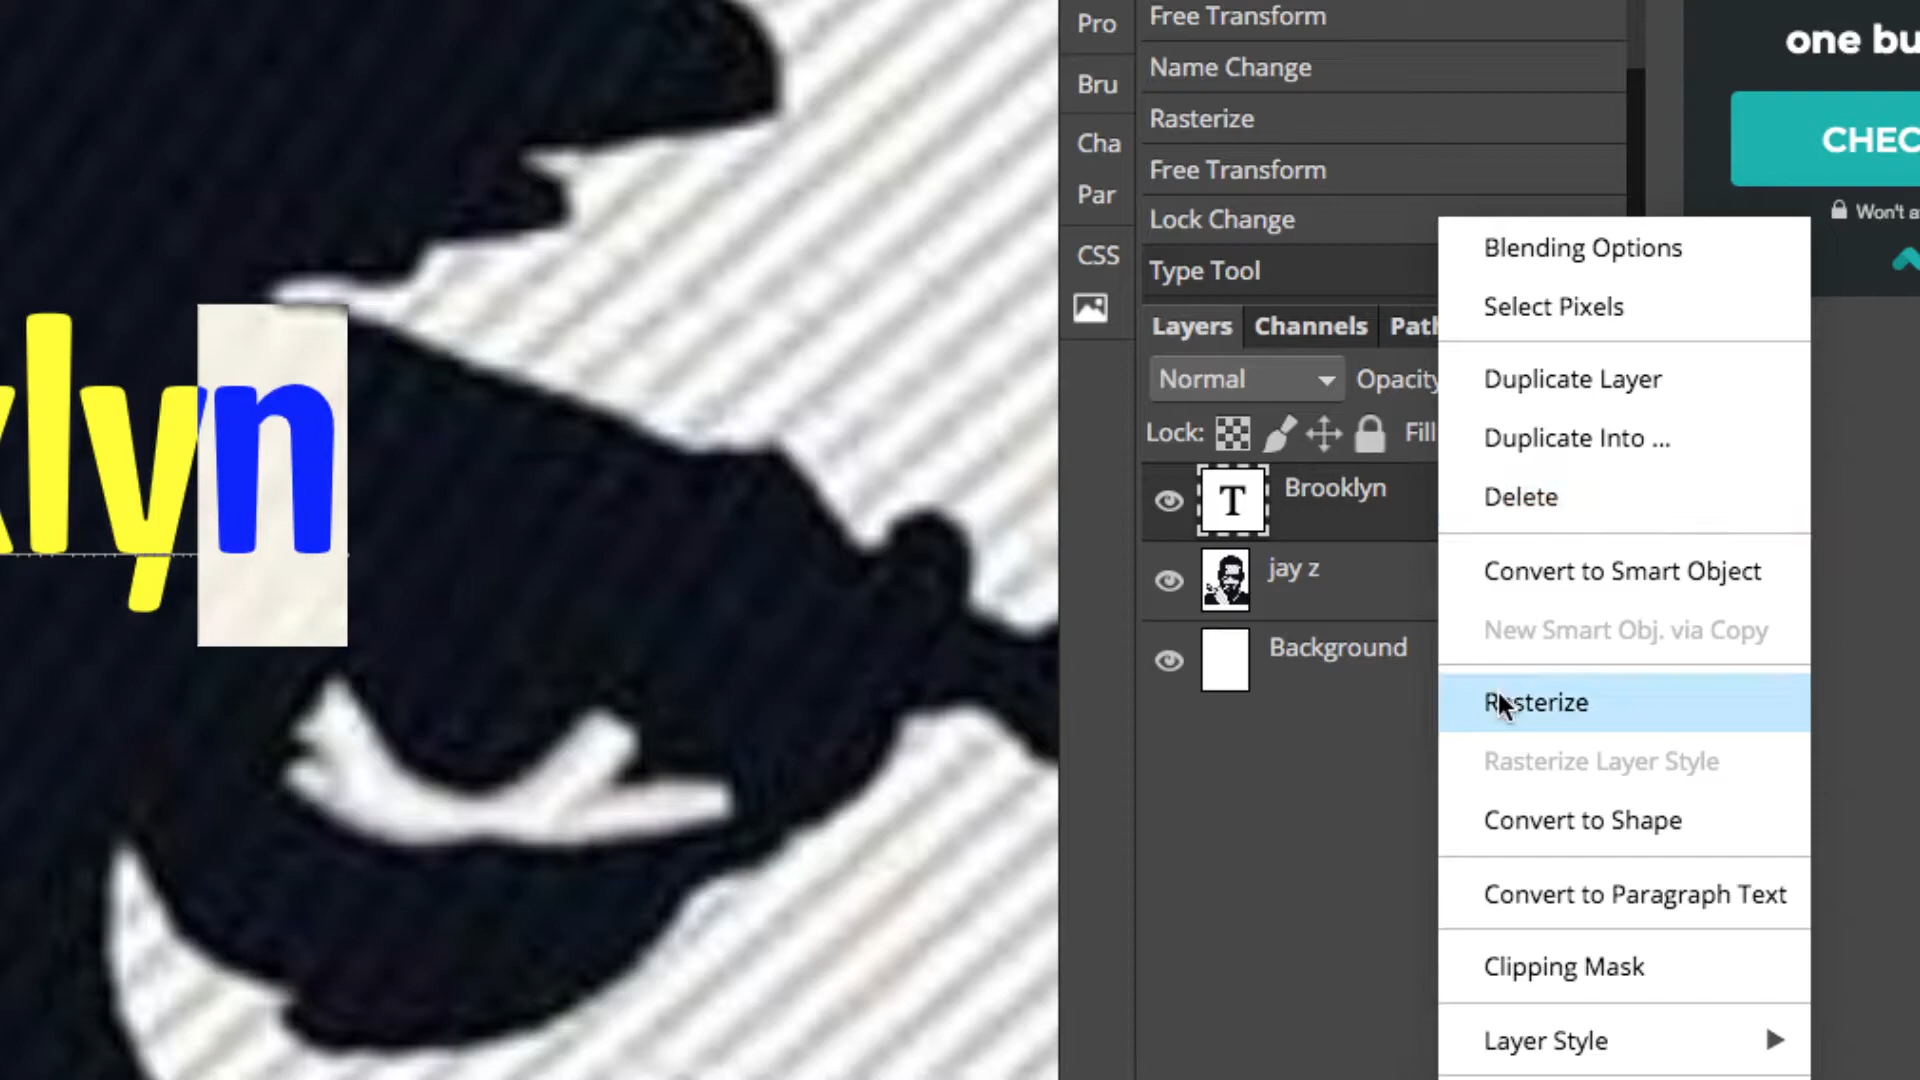 klyn
Pro
Bru
Cha
Par
CSS
Free Transform
Name Change
Rasterize
Free Transform
Lock Change
Type Tool
Layers
Channels
Path
Normal
Opacity
Lock:
Fill
Brooklyn
jay z
Background
one bu
CHEC
Won't a
Blending Options
Select Pixels
Duplicate Layer
Duplicate Into ...
Delete
Convert to Smart Object
New Smart Obj. via Copy
Rasterize
Rasterize Layer Style
Convert to Shape
Convert to Paragraph Text
Clipping Mask
Layer Style